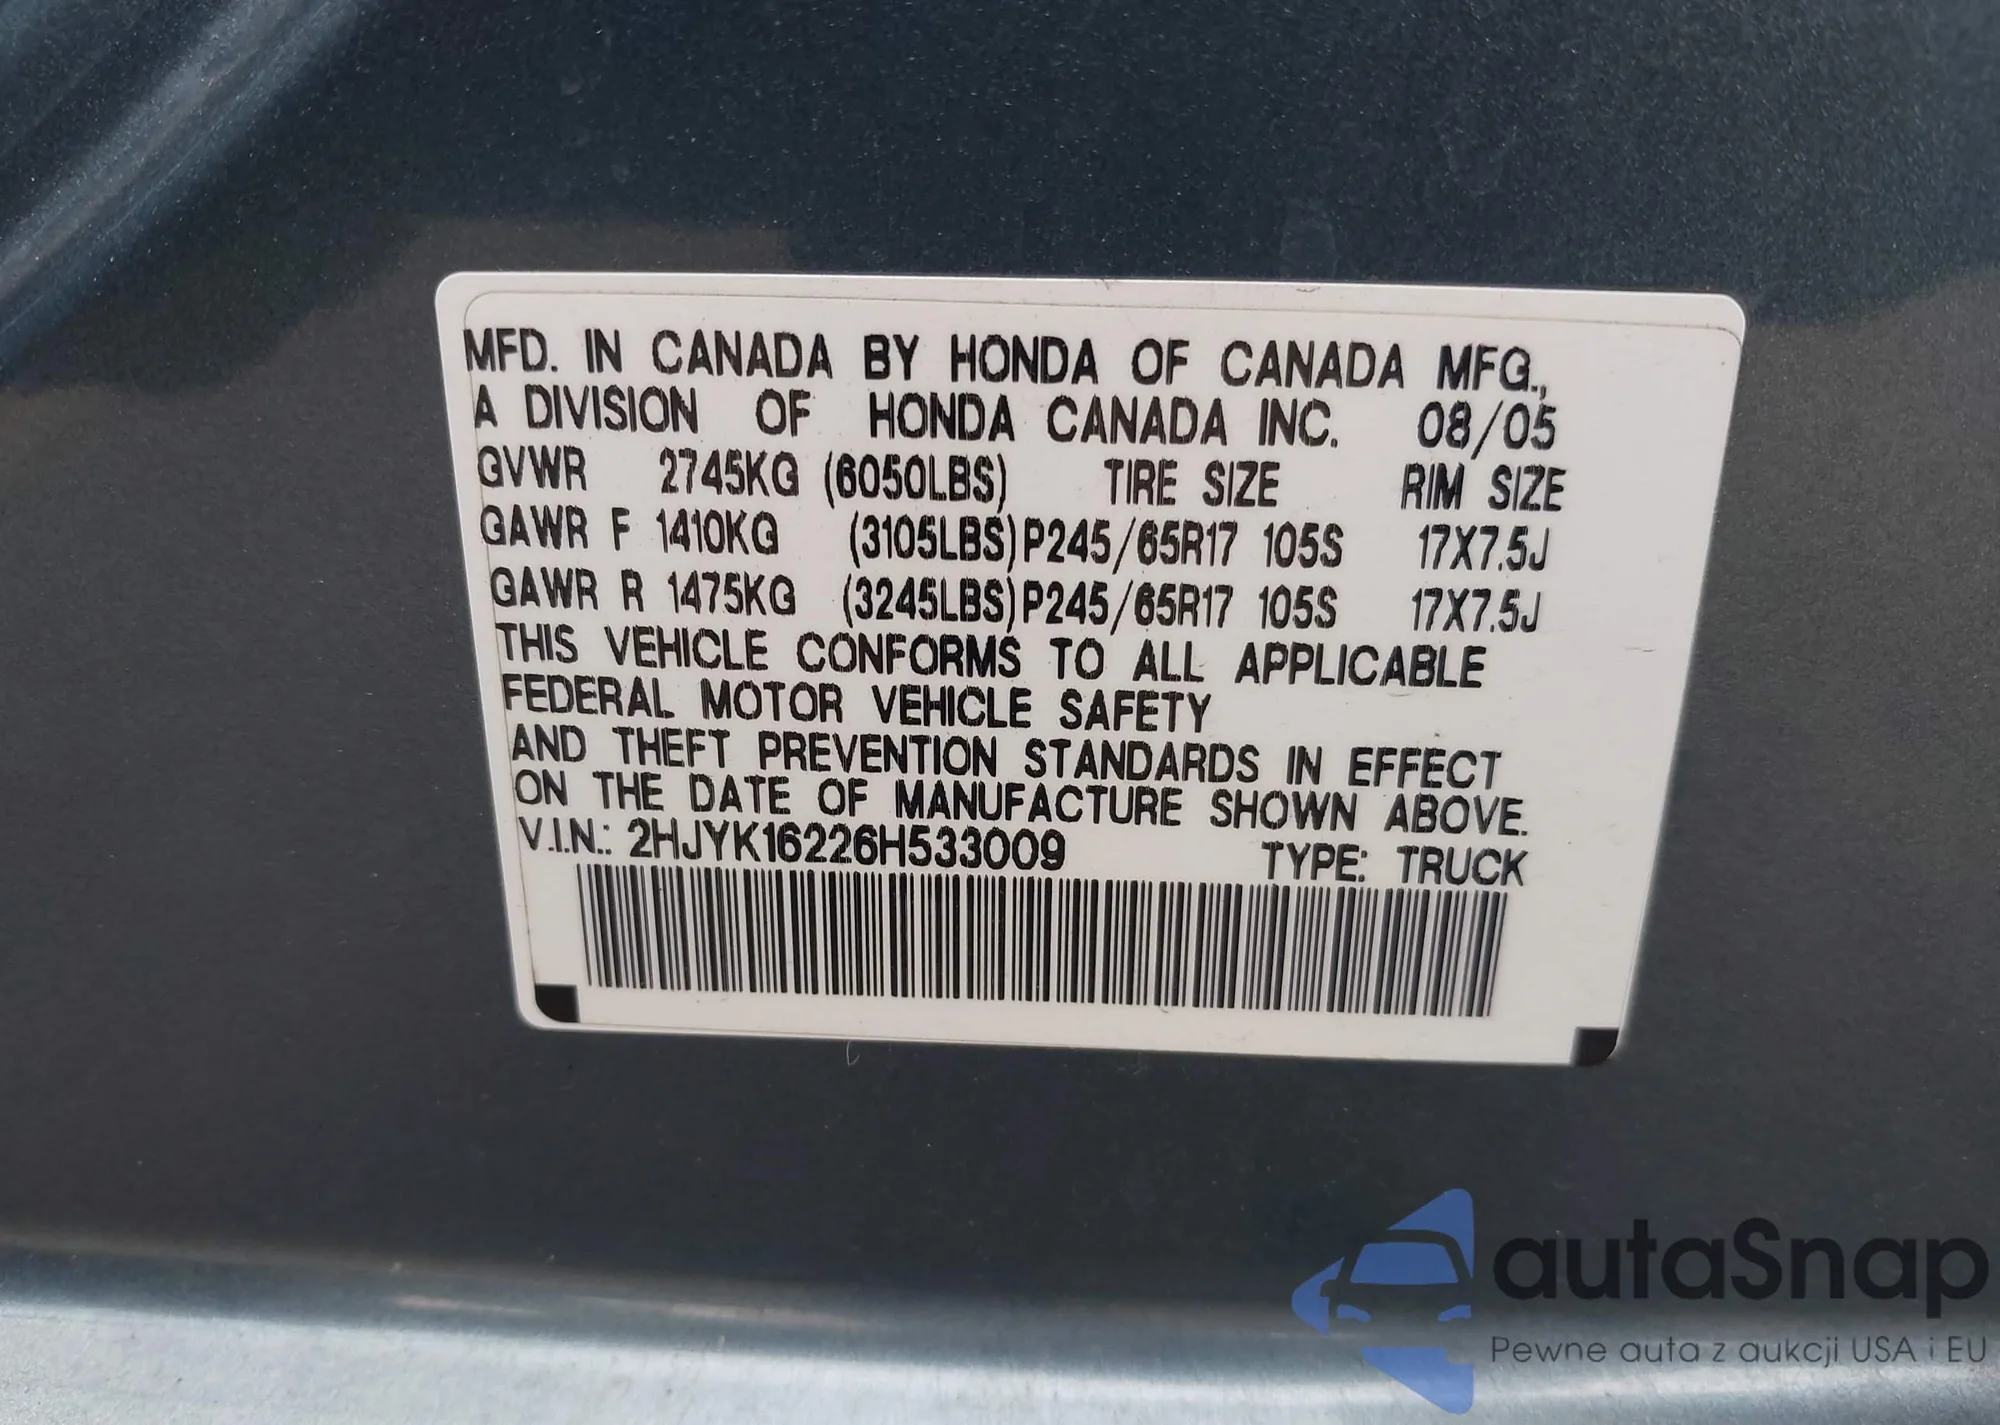 MFD. IN CANADA BY HONDA OF CANADA MFG.,
A DIVISION OF HONDA CANADA INC. 08/05
GVWR 2745KG (6050LBS) TIRE SIZE RIM SIZE
GAWR F 1410KG (3105LBS)P245/65R17 105S 17X7.5J
GAWR R 1475KG (3245LBS)P245/65R17 105S 17X7.5J
THIS VEHICLE CONFORMS TO ALL APPLICABLE
FEDERAL MOTOR VEHICLE SAFETY
AND THEFT PREVENTION STANDARDS IN EFFECT
ON THE DATE OF MANUFACTURE SHOWN ABOVE.
V.I.N.: 2HJYK16226H533009 TYPE: TRUCK
autaSnap
Pewne auta z aukcji USA i EU